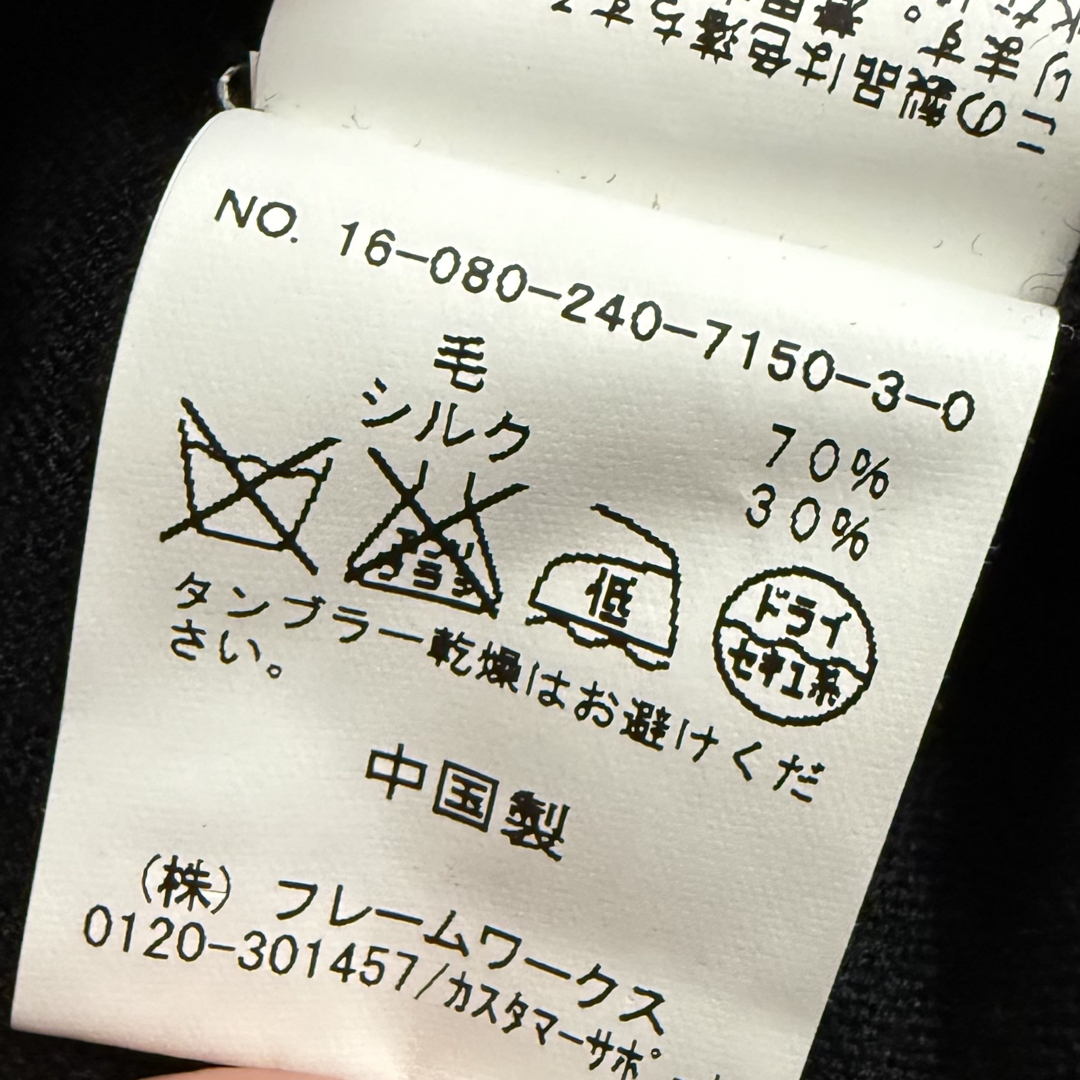 この製品は色落ちする
ります。
NO. 16-080-240-7150-3-0
毛 70%
シルク 30%
低
ドライ
セキユ系
タンブラー乾燥はお避けくだ
さい。
中国製
(株) フレームワークス
0120-301457/カスタマーサポ